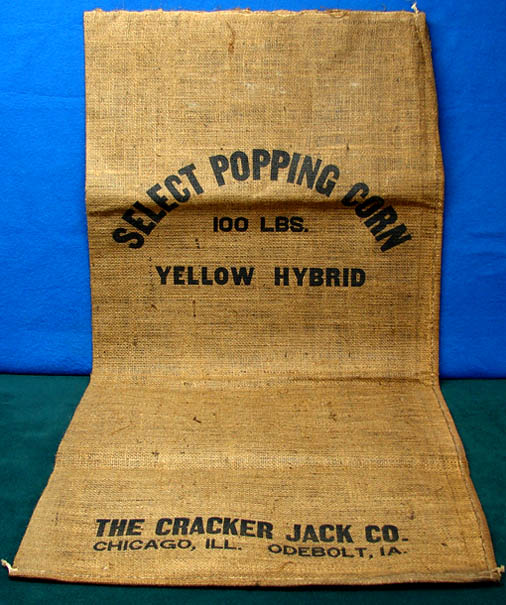 SELECT POPPING CORN
100 LBS.
YELLOW HYBRID
THE CRACKER JACK CO.
CHICAGO, ILL. ODEBOLT, IA.